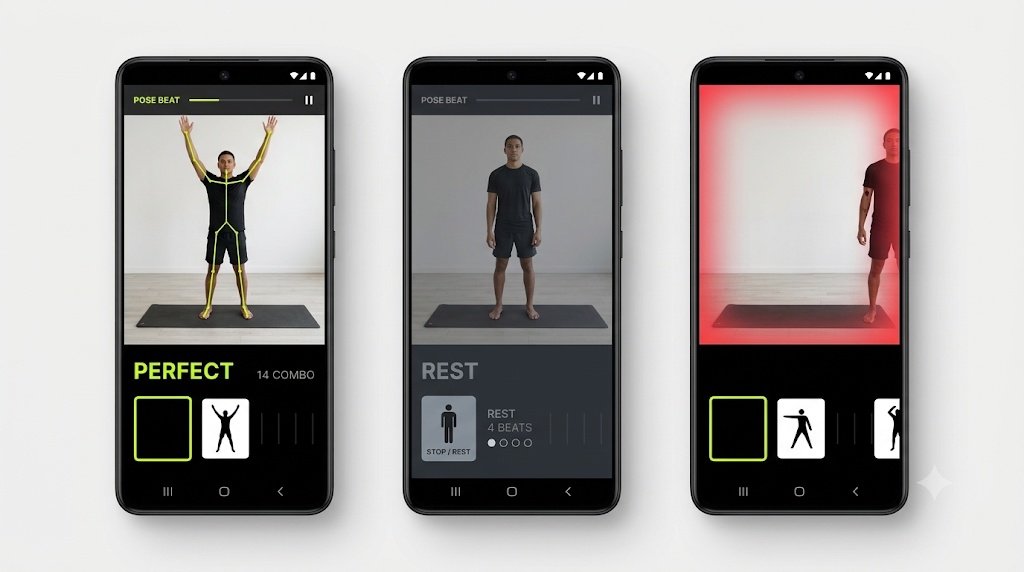 POSE BEAT
PERFECT
14 COMBO
POSE BEAT
REST
REST
4 BEATS
STOP / REST